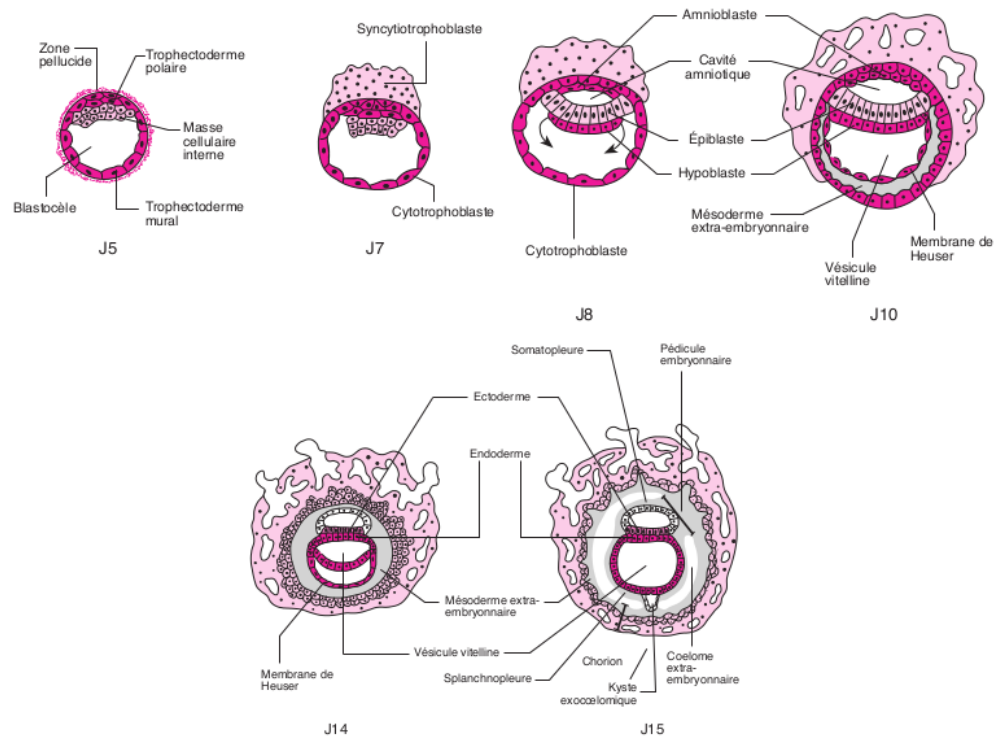 Zone
pellucide
Trophectoderme
polaire
Masse
cellulaire
interne
Blastocèle
Trophectoderme
mural
J5
Syncytiotrophoblaste
Cytotrophoblaste
J7
Amnioblaste
Cavité
amniotique
Épiblaste
Hypoblaste
Cytotrophoblaste
Mésoderme
extra-embryonnaire
Membrane de
Heuser
Vésicule
vitelline
J8
J10
Somatopleure
Pédicule
embryonnaire
Ectoderme
Endoderme
Mésoderme extra-
embryonnaire
Vésicule vitelline
Splanchnopleure
Membrane de
Heuser
Chorion
Kyste
exocœlomique
Coelome
extra-
embryonnaire
J14
J15